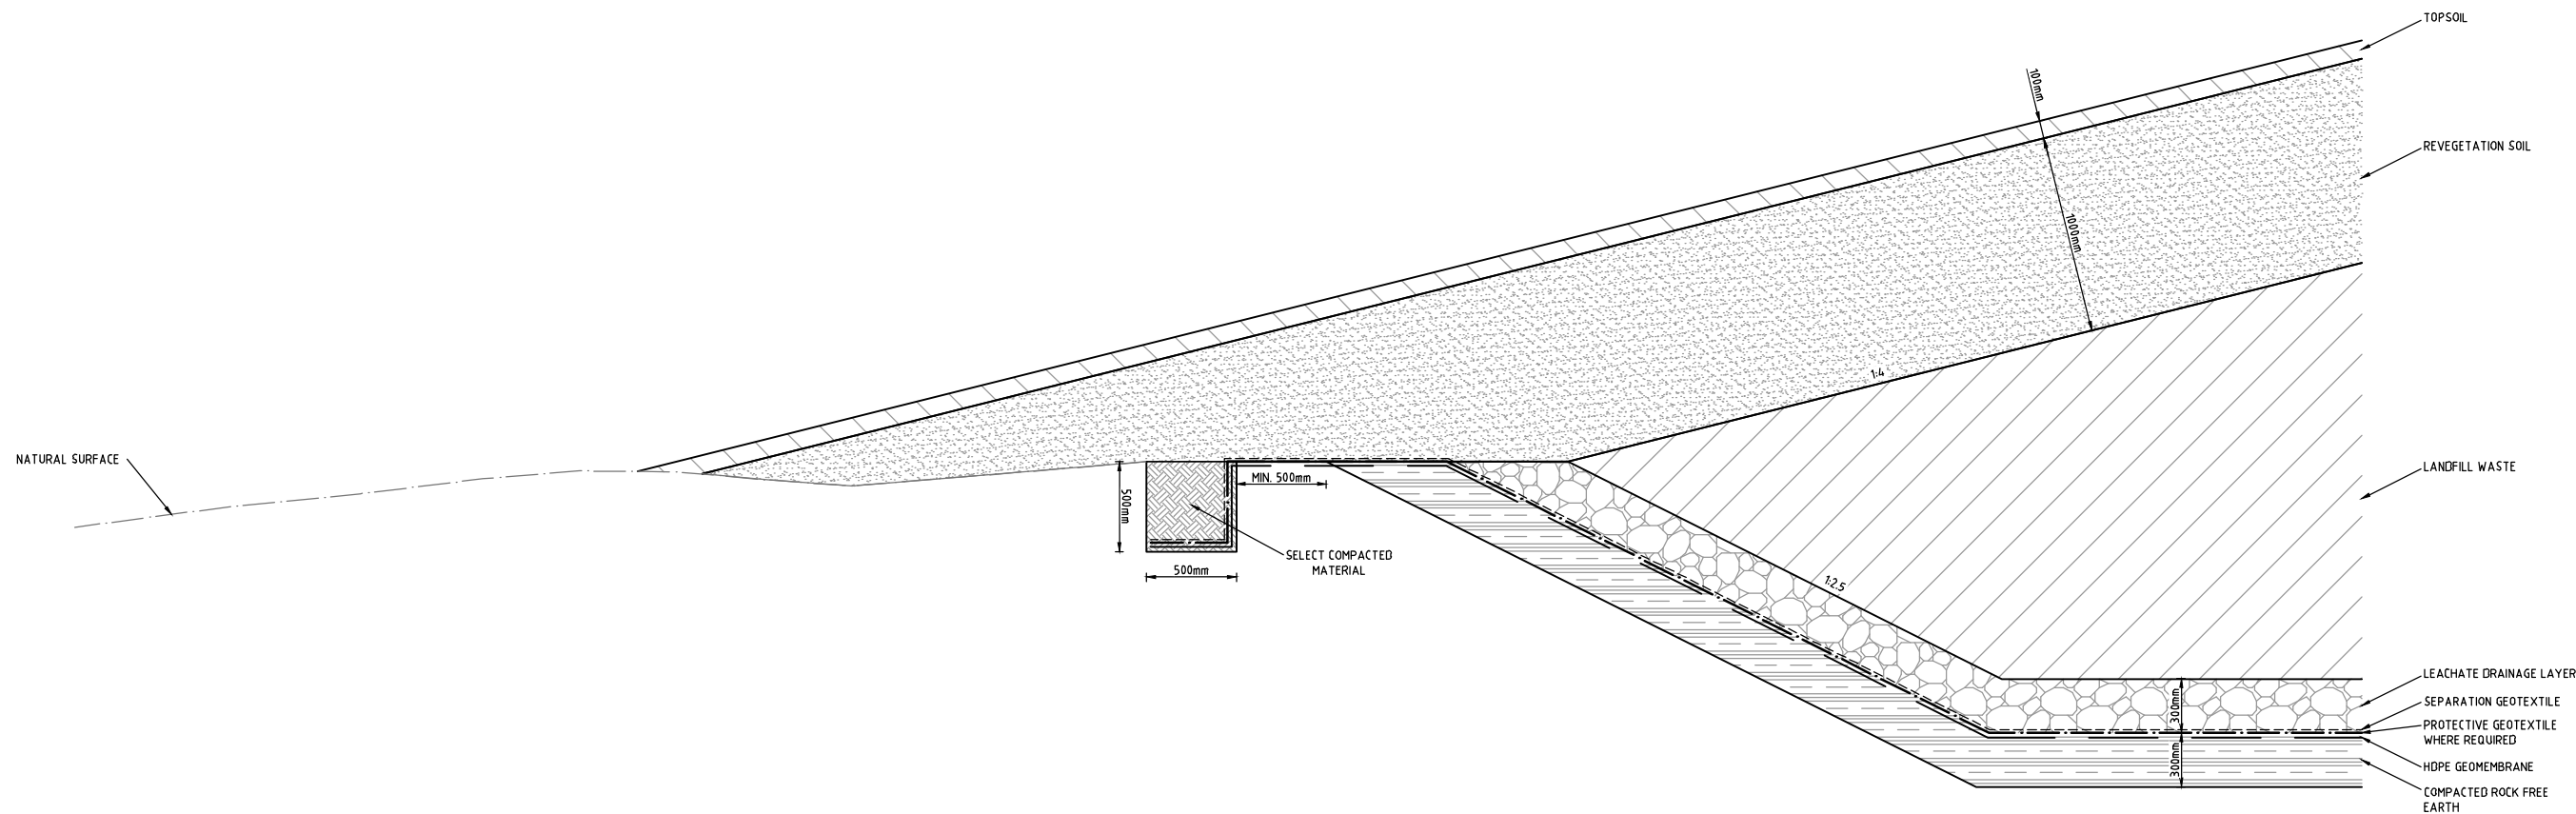 TOPSOIL
100mm
REVEGETATION SOIL
1000mm
1:4
NATURAL SURFACE
LANDFILL WASTE
MIN. 500mm
500mm
SELECT COMPACTED
MATERIAL
500mm
1:2.5
LEACHATE DRAINAGE LAYER
300mm
SEPARATION GEOTEXTILE
PROTECTIVE GEOTEXTILE
WHERE REQUIRED
300mm
HDPE GEOMEMBRANE
COMPACTED ROCK FREE
EARTH